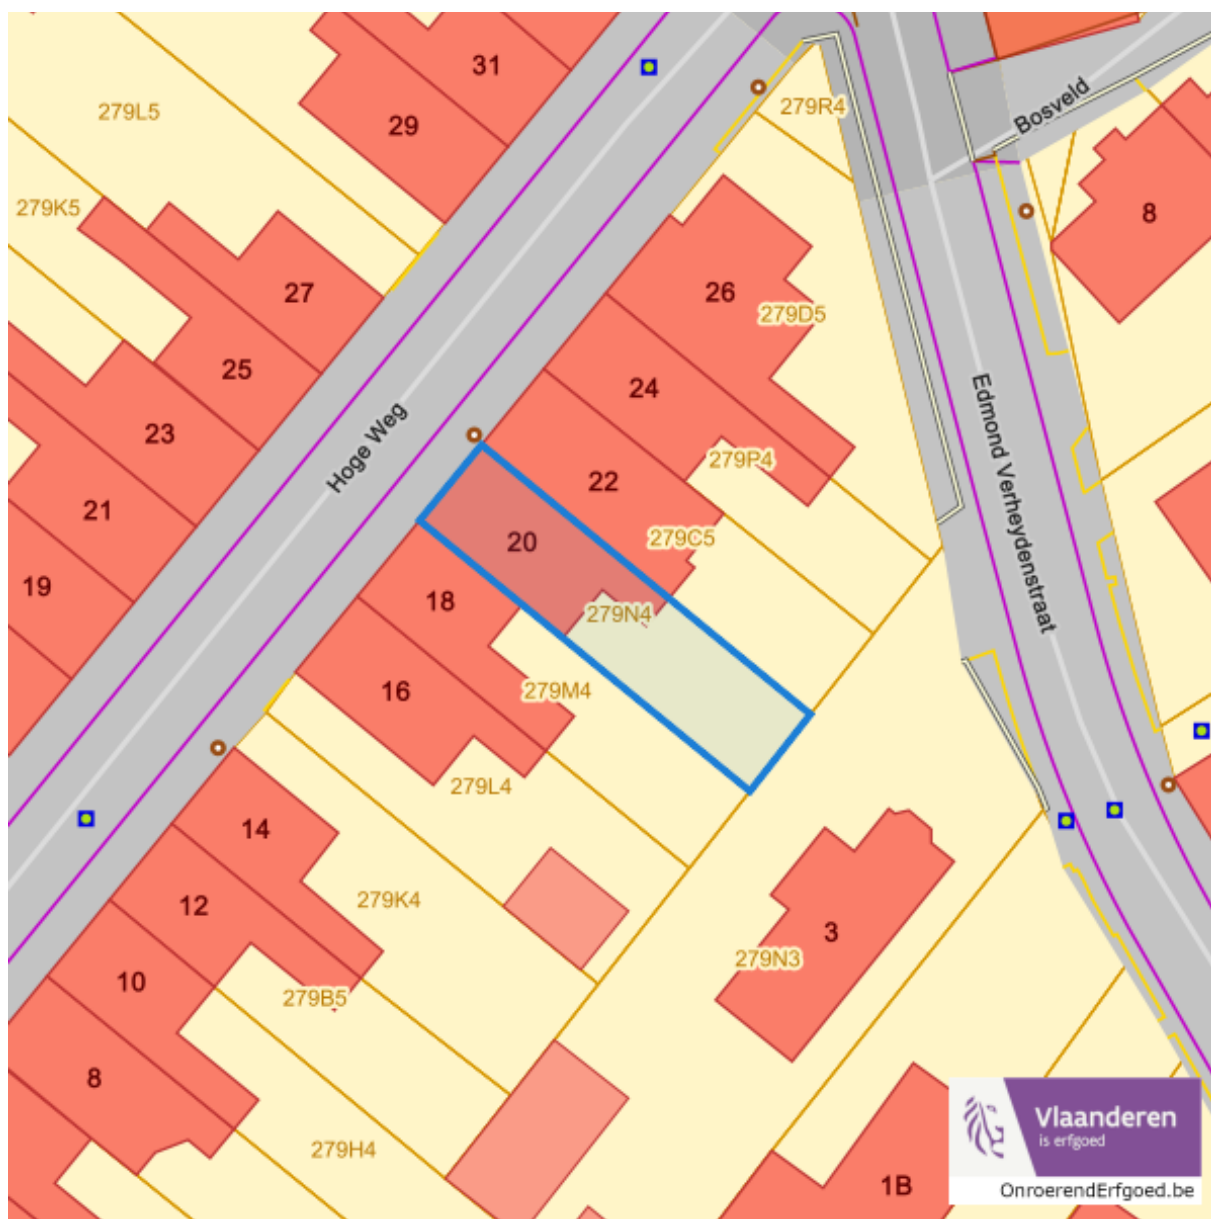 31
279R4
Bosveld
29
279L5
279K5
8
27
26
279D5
25
24
Edmond Verheydenstraat
Hoge Weg
23
279P4
22
21
279C5
20
19
18
279N4
279M4
16
279L4
14
279K4
12
3
279N3
10
279B5
8
279H4
1B
Vlaanderen
is erfgoed
OnroerendErfgoed.be